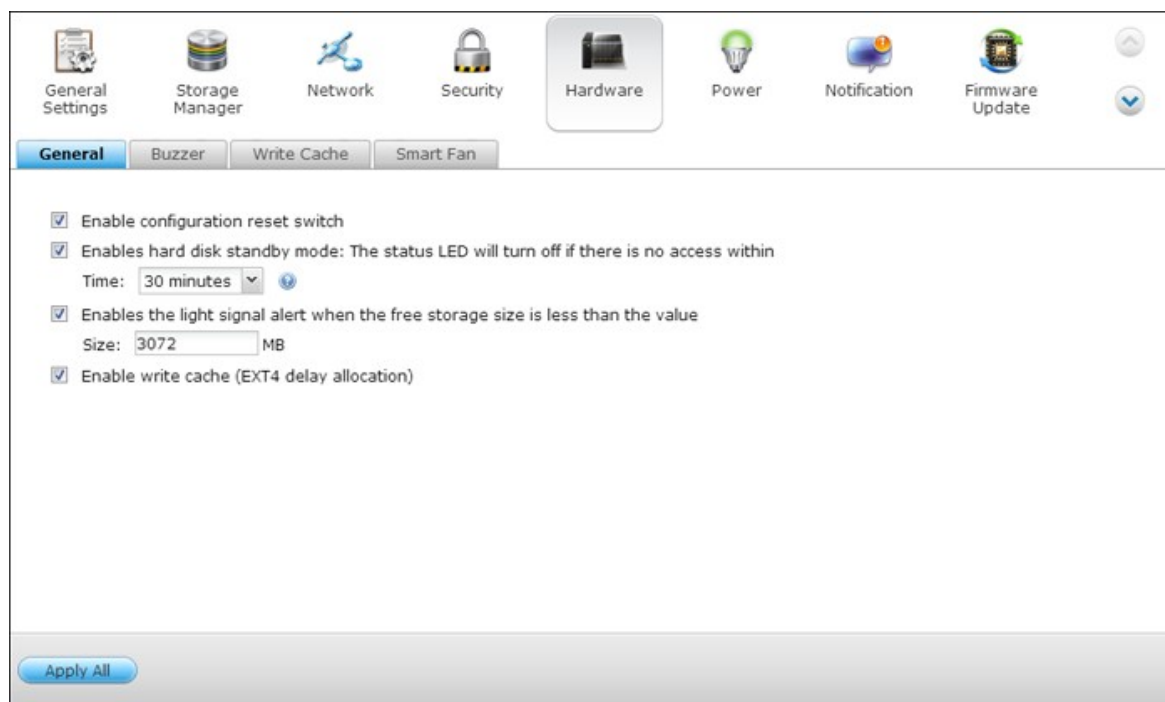 General Settings
Storage Manager
Network
Security
Hardware
Power
Notification
Firmware Update
General
Buzzer
Write Cache
Smart Fan
Enable configuration reset switch
Enables hard disk standby mode: The status LED will turn off if there is no access within
Time: 30 minutes
Enables the light signal alert when the free storage size is less than the value
Size: 3072 MB
Enable write cache (EXT4 delay allocation)
Apply All